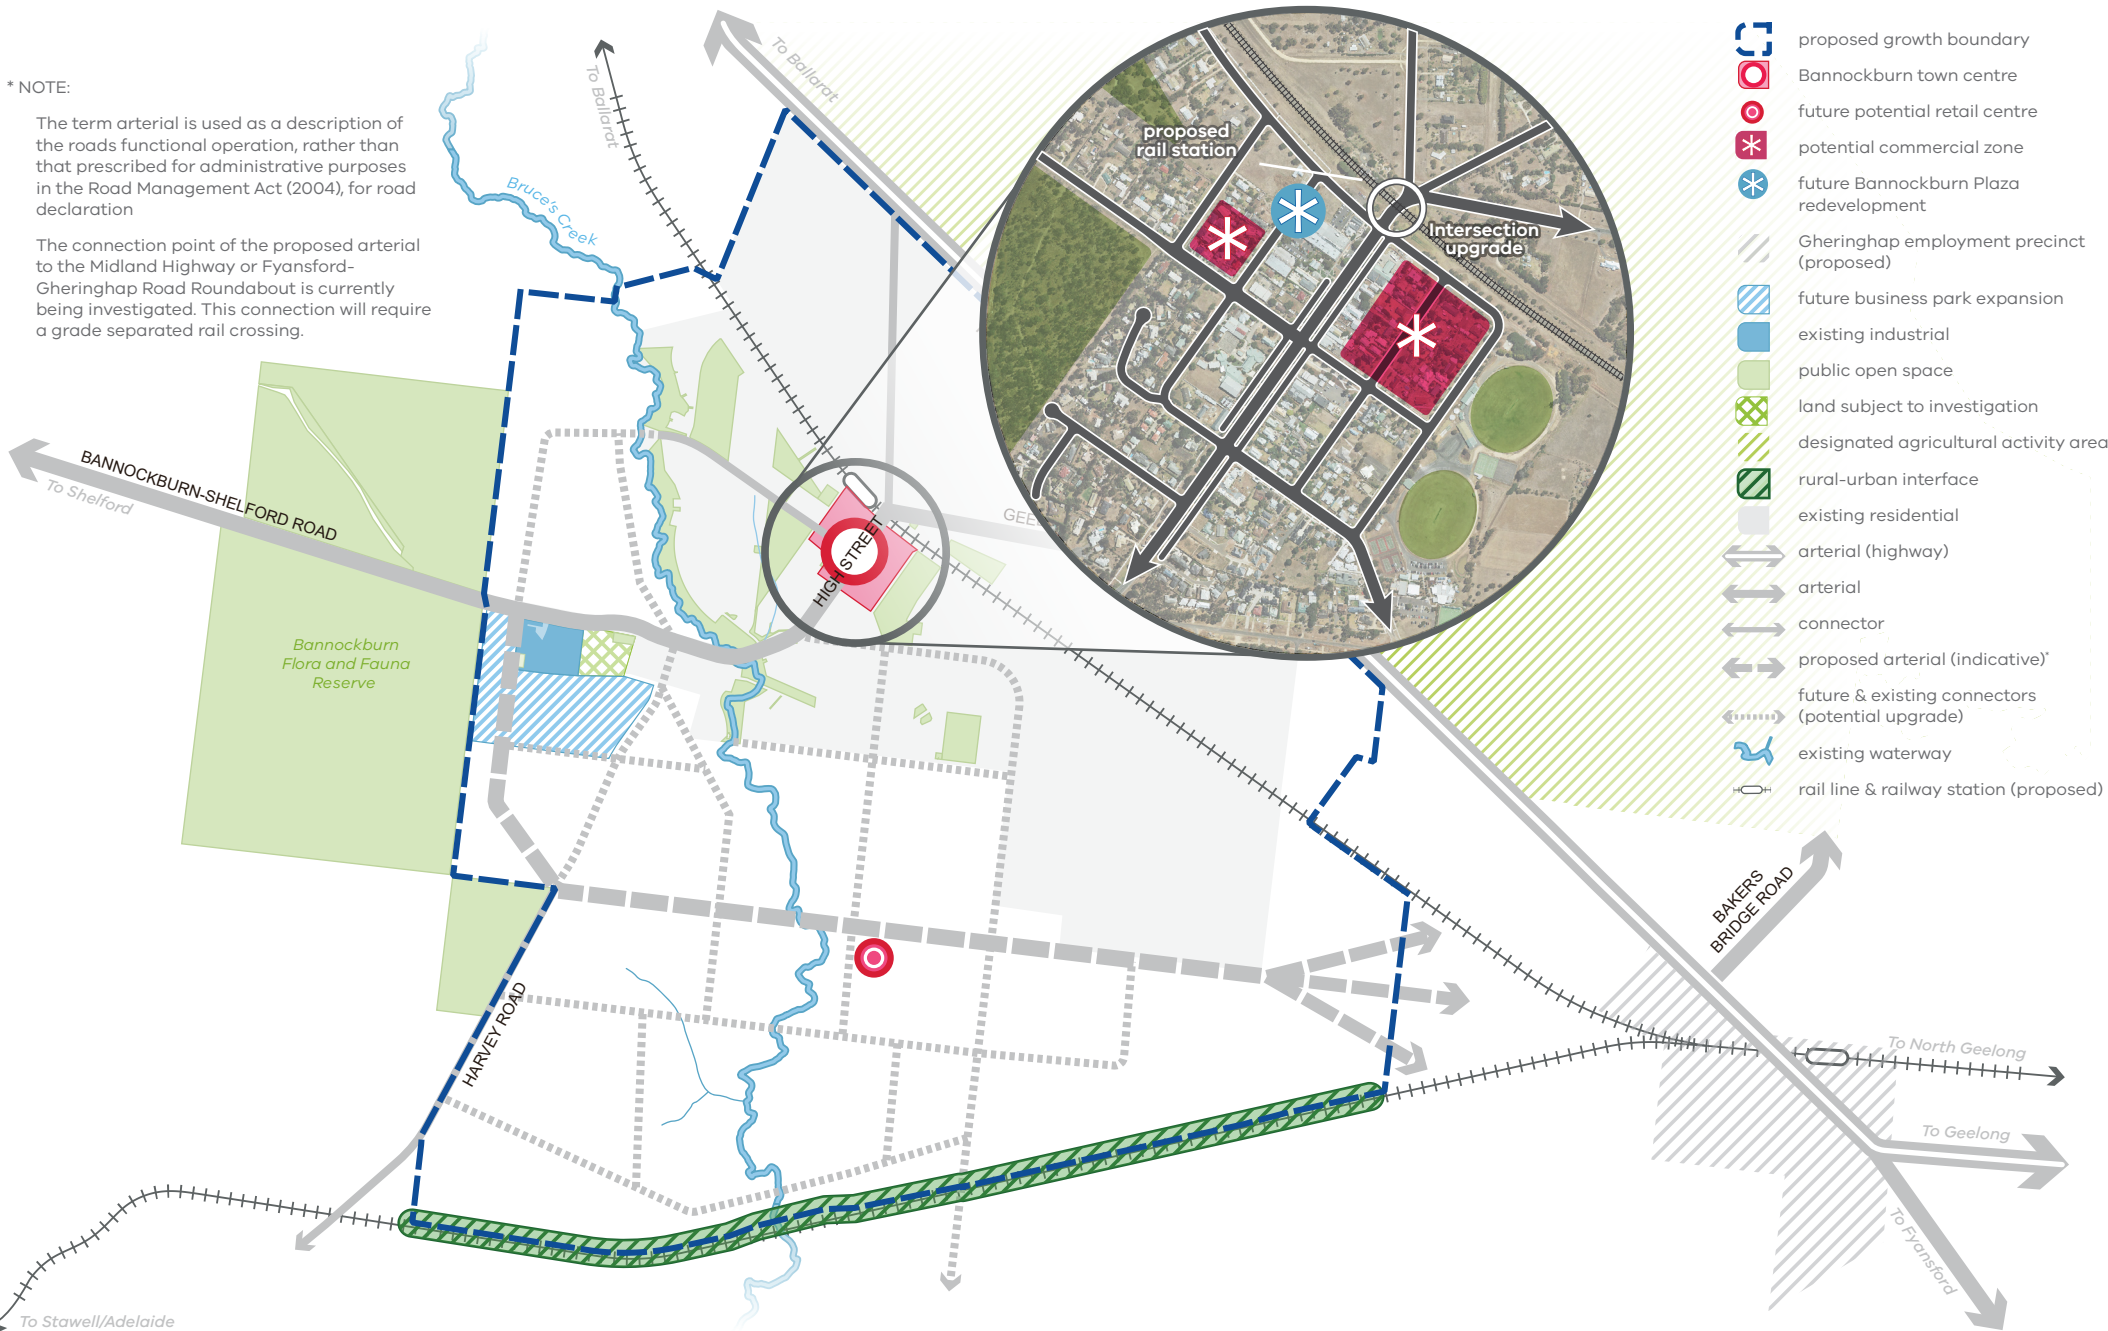 * NOTE:
The term arterial is used as a description of
the roads functional operation, rather than
that prescribed for administrative purposes
in the Road Management Act (2004), for road
declaration
The connection point of the proposed arterial
to the Midland Highway or Fyansford-
Gheringhap Road Roundabout is currently
being investigated. This connection will require
a grade separated rail crossing.
To Ballarat
To Ballarat
Bruce's Creek
proposed
rail station
Intersection
upgrade
BANNOCKBURN-SHELFORD ROAD
To Shelford
HIGH STREET
Bannockburn
Flora and Fauna
Reserve
HARVEY ROAD
BAKERS
BRIDGE ROAD
To North Geelong
To Geelong
To Fyansford
To Stawell/Adelaide
proposed growth boundary
Bannockburn town centre
future potential retail centre
potential commercial zone
future Bannockburn Plaza
redevelopment
Gheringhap employment precinct
(proposed)
future business park expansion
existing industrial
public open space
land subject to investigation
designated agricultural activity area
rural-urban interface
existing residential
arterial (highway)
arterial
connector
proposed arterial (indicative)*
future & existing connectors
(potential upgrade)
existing waterway
rail line & railway station (proposed)